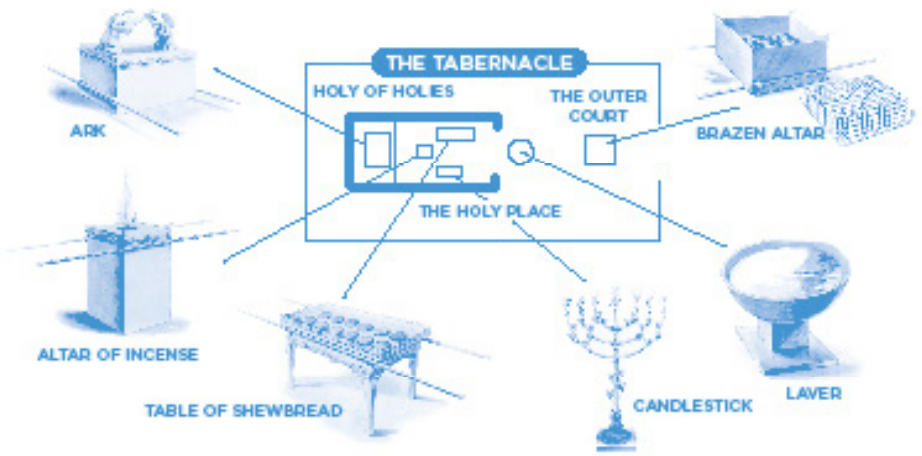 THE TABERNACLE
HOLY OF HOLIES
THE OUTER
COURT
ARK
BRAZEN ALTAR
THE HOLY PLACE
ALTAR OF INCENSE
TABLE OF SHEWBREAD
CANDLESTICK
LAVER